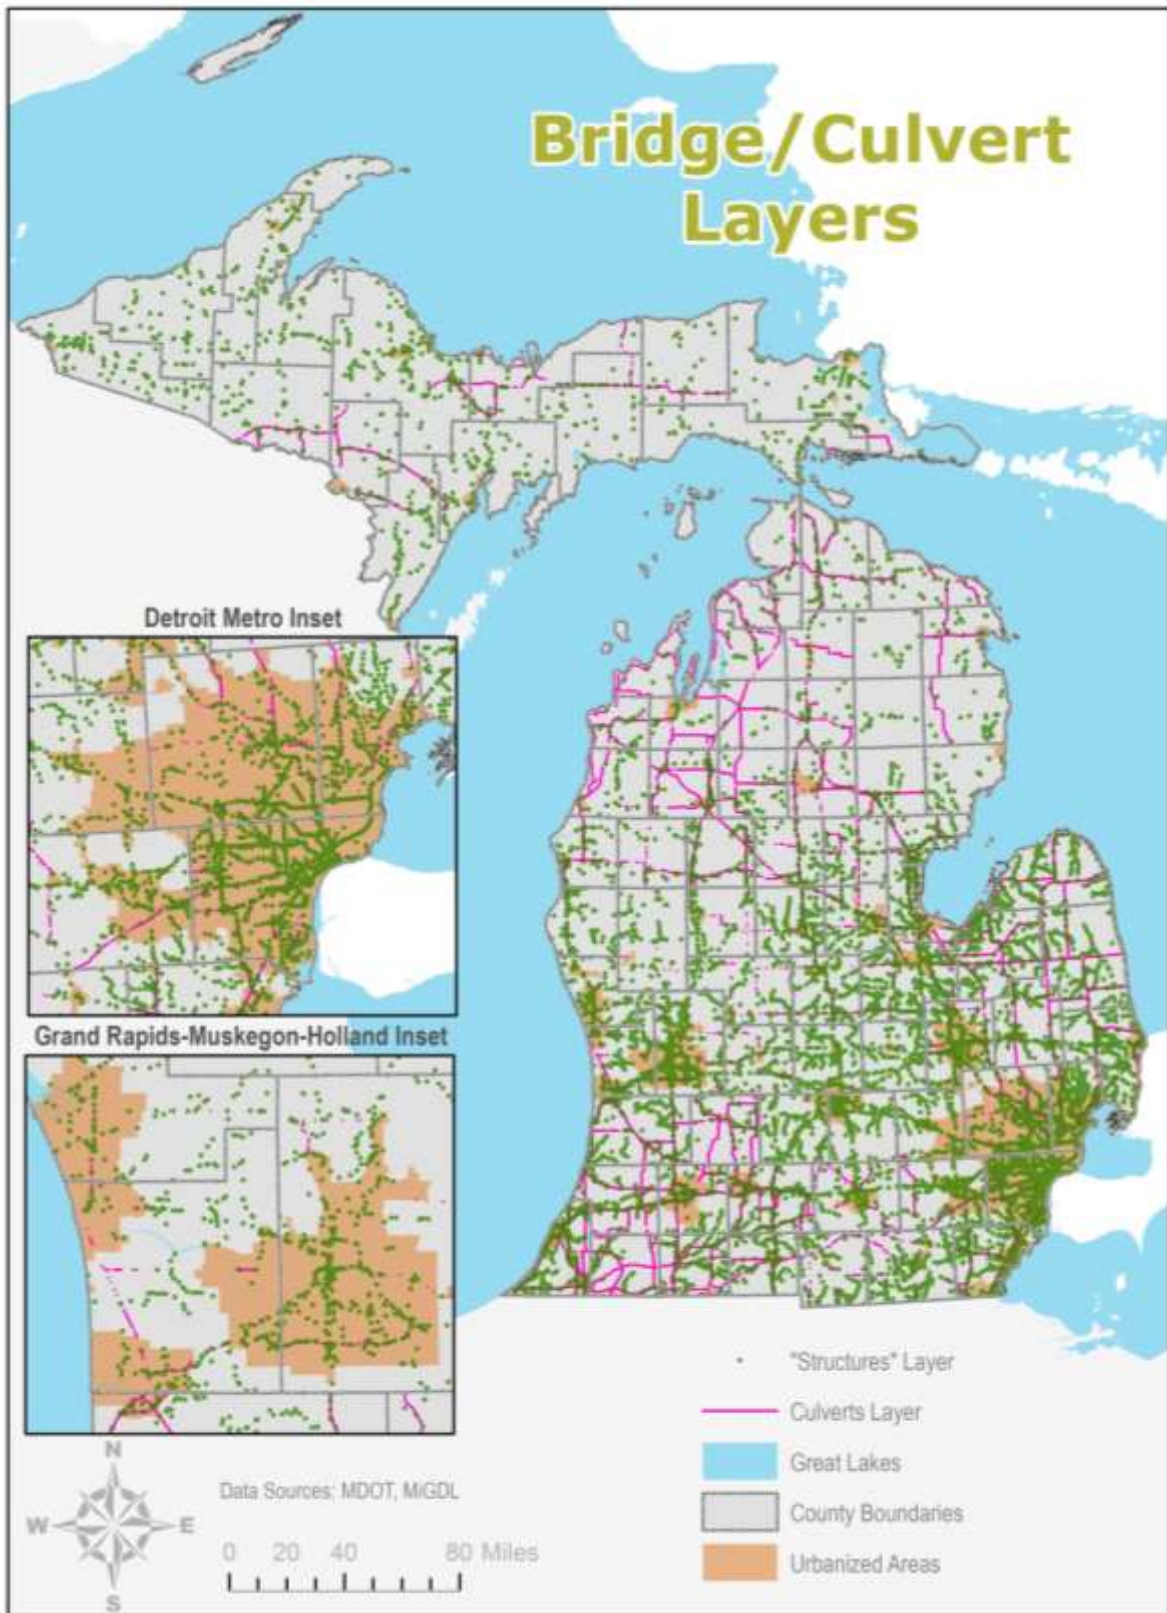 Bridge/Culvert
Layers
Detroit Metro Inset
Grand Rapids-Muskegon-Holland Inset
"Structures" Layer
Culverts Layer
Great Lakes
County Boundaries
Urbanized Areas
N
W
E
S
Data Sources: MDOT, MiGDL
0 20 40 80 Miles